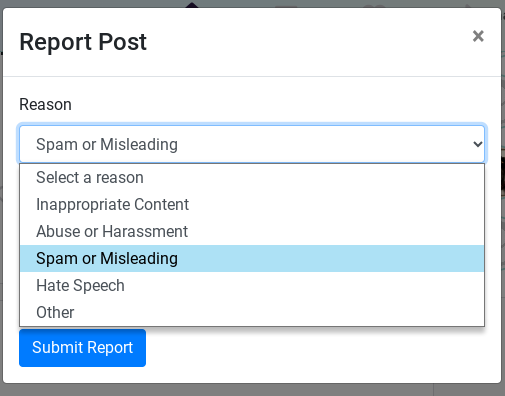 Report Post
×
Reason
Spam or Misleading
Select a reason
Inappropriate Content
Abuse or Harassment
Spam or Misleading
Hate Speech
Other
Submit Report